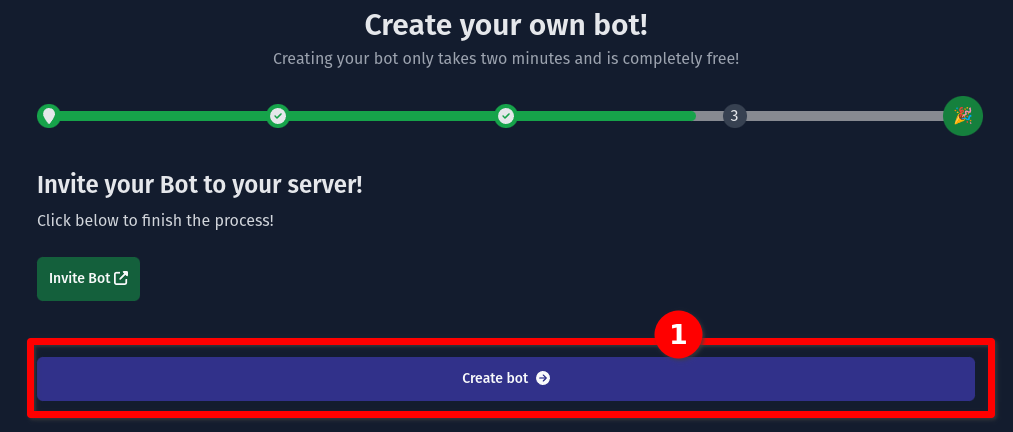 Create your own bot!
Creating your bot only takes two minutes and is completely free!
3
Invite your Bot to your server!
Click below to finish the process!
Invite Bot
1
Create bot